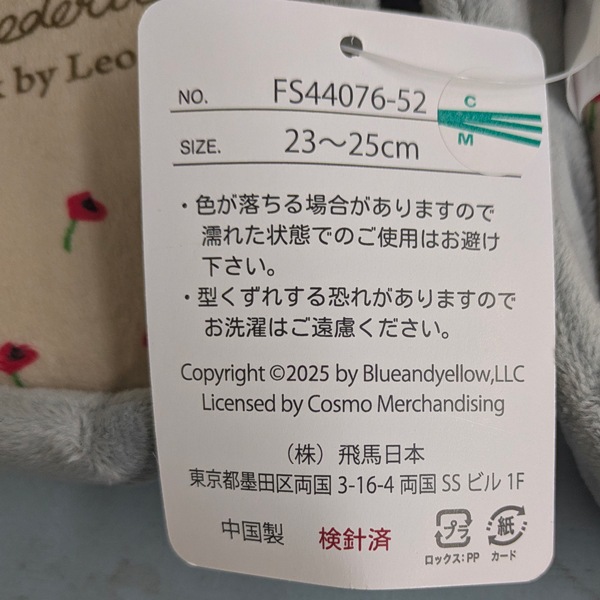 by Leo
NO. FS44076-52
C
M
SIZE. 23〜25cm
・色が落ちる場合がありますので
濡れた状態でのご使用はお避け
下さい。
・型くずれする恐れがありますので
お洗濯はご遠慮ください。
Copyright ©2025 by Blueandyellow,LLC
Licensed by Cosmo Merchandising
（株）飛馬日本
東京都墨田区両国 3-16-4 両国 SS ビル 1F
中国製 検針済
プラ 紙
ロックス:PP カード